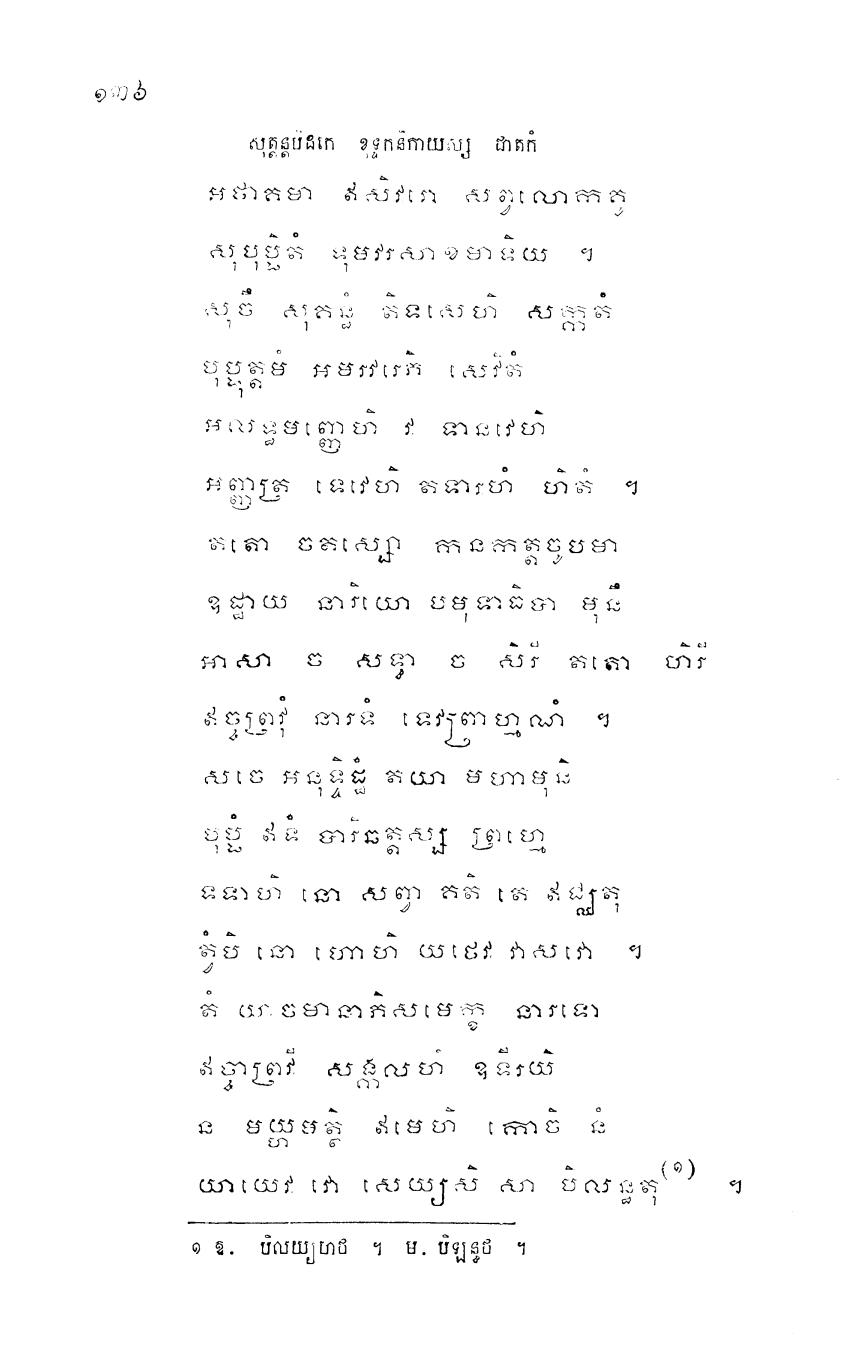 ១៣៦
សុត្តន្តបិដកេ ខុទ្ទកនិកាយស្ស ជាតកំ
អថាគមា ឥសិវរោ សព្វលោកគូ
សុបុប្ផិតំ ទុមវរសាខមាទិយ ។
សុចឹ សុគន្ធំ តិទសេហិ សក្កតំ
បុប្ផុត្តមំ អមរវរេភិ សេវិតំ
អលទ្ធមញ្ញេហិ វ ទានវេហិ
អញ្ញត្រ ទេវេហិ តទារហំ ហិតំ ។
តតោ ចតស្សោ កនកត្តចូបមា
ឧដ្ឋាយ នារិយោ បមុទាធិបា មុនឹ
អាសា ច សទ្ធា ច សិរី តតោ ហិរី
ឥច្ចព្រវុំ នារទំ ទេវព្រាហ្មណំ ។
សចេ អនុទ្ទិដ្ឋំ តយា មហាមុនិ
បុប្ផំ ឥទំ បារិឆត្តស្ស ព្រហ្មេ
ទទាហិ នោ សព្វា គតិ តេ ឥជ្ឈតុ
ត្វំបិ នោ ហោហិ យថេវ វាសវោ ។
តំ យាចមានាភិសមេក្ខ នារទោ
ឥច្ចាព្រវី សង្កលហំ ឧទីរយិ
ន មយ្ហមត្ថិ ឥមេហិ កោចិ នំ
យាយេវ វោ សេយ្យសិ សា បិលន្ធតុ(១) ។
១ ឱ. បិលយ្យហថ ។ ម. បិឡន្ធថ ។